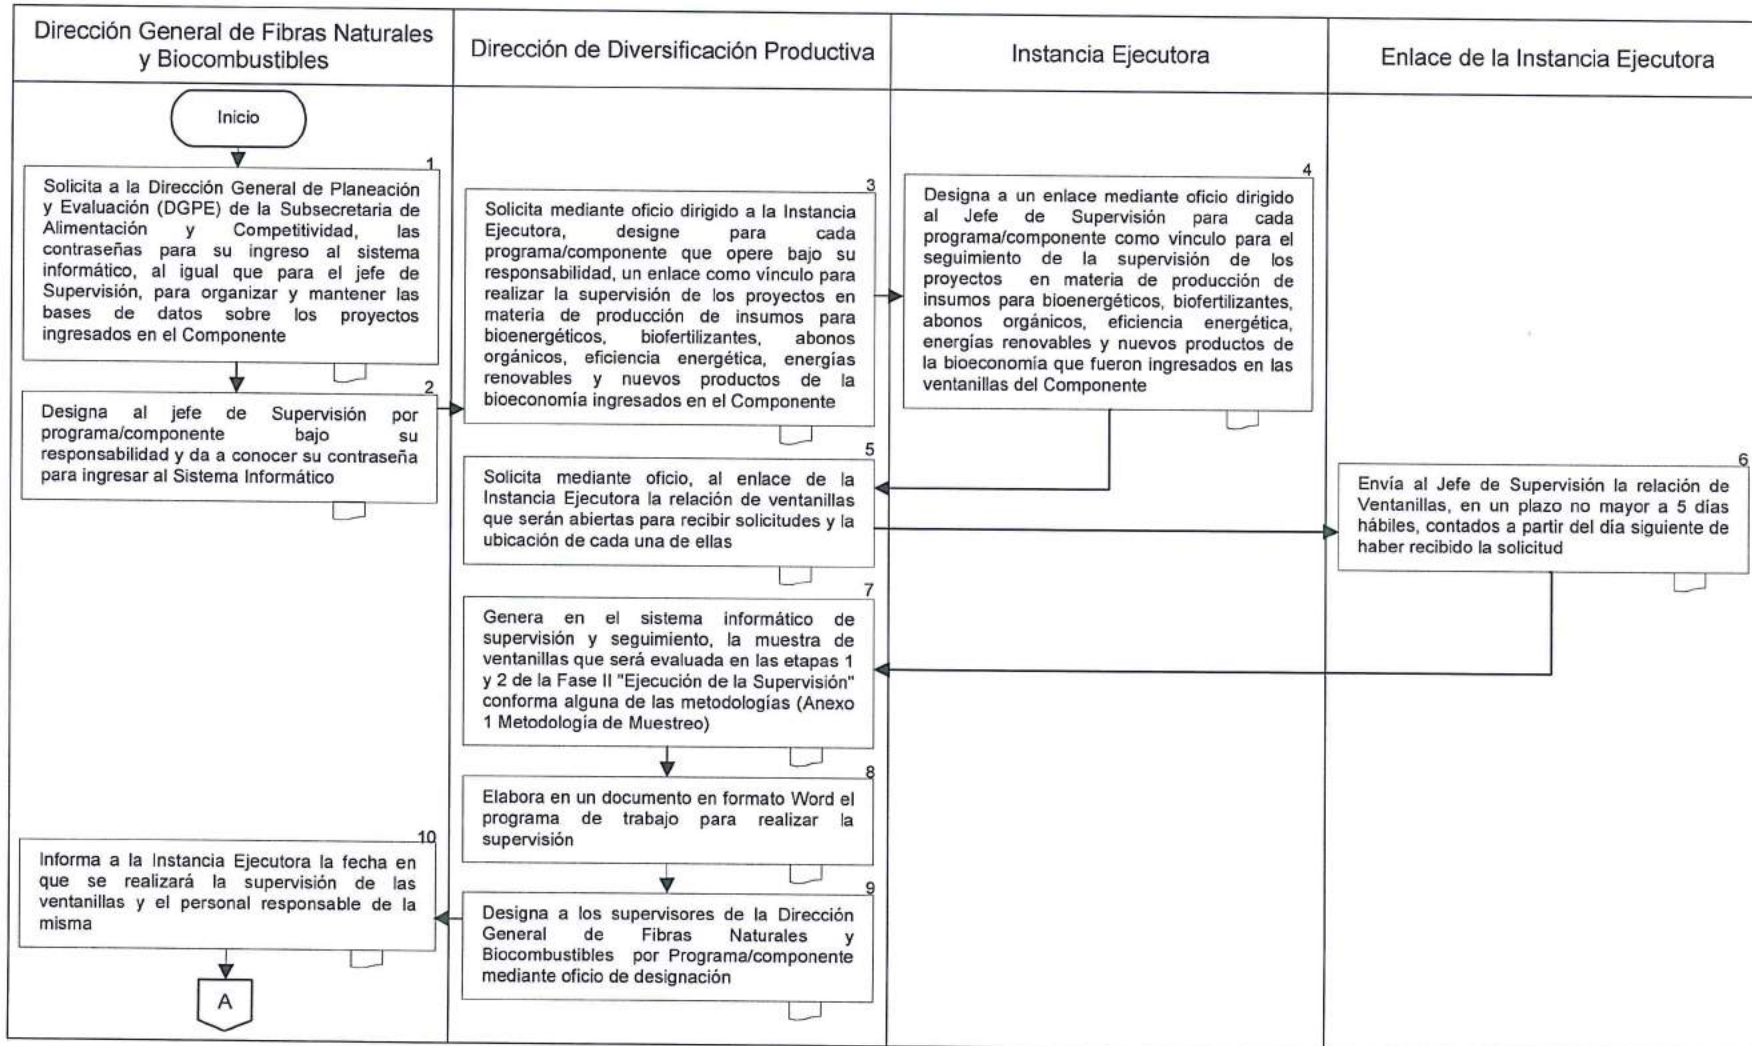 Dirección General de Fibras Naturales
y Biocombustibles
Dirección de Diversificación Productiva
Instancia Ejecutora
Enlace de la Instancia Ejecutora
Inicio
1
Solicita a la Dirección General de Planeación
y Evaluación (DGPE) de la Subsecretaria de
Alimentación y Competitividad, las
contraseñas para su ingreso al sistema
informático, al igual que para el jefe de
Supervisión, para organizar y mantener las
bases de datos sobre los proyectos
ingresados en el Componente
2
Designa al jefe de Supervisión por
programa/componente bajo su
responsabilidad y da a conocer su contraseña
para ingresar al Sistema Informático
3
Solicita mediante oficio dirigido a la Instancia
Ejecutora, designe para cada
programa/componente que opere bajo su
responsabilidad, un enlace como vínculo para
realizar la supervisión de los proyectos en
materia de producción de insumos para
bioenergéticos, biofertilizantes, abonos
orgánicos, eficiencia energética, energías
renovables y nuevos productos de la
bioeconomía ingresados en el Componente
4
Designa a un enlace mediante oficio dirigido
al Jefe de Supervisión para cada
programa/componente como vínculo para el
seguimiento de la supervisión de los
proyectos en materia de producción de
insumos para bioenergéticos, biofertilizantes,
abonos orgánicos, eficiencia energética,
energías renovables y nuevos productos de
la bioeconomía que fueron ingresados en las
ventanillas del Componente
5
Solicita mediante oficio, al enlace de la
Instancia Ejecutora la relación de ventanillas
que serán abiertas para recibir solicitudes y la
ubicación de cada una de ellas
6
Envía al Jefe de Supervisión la relación de
Ventanillas, en un plazo no mayor a 5 días
hábiles, contados a partir del día siguiente de
haber recibido la solicitud
7
Genera en el sistema informático de
supervisión y seguimiento, la muestra de
ventanillas que será evaluada en las etapas 1
y 2 de la Fase II "Ejecución de la Supervisión"
conforma alguna de las metodologías (Anexo
1 Metodología de Muestreo)
8
Elabora en un documento en formato Word el
programa de trabajo para realizar la
supervisión
9
Designa a los supervisores de la Dirección
General de Fibras Naturales y
Biocombustibles por Programa/componente
mediante oficio de designación
10
Informa a la Instancia Ejecutora la fecha en
que se realizará la supervisión de las
ventanillas y el personal responsable de la
misma
A